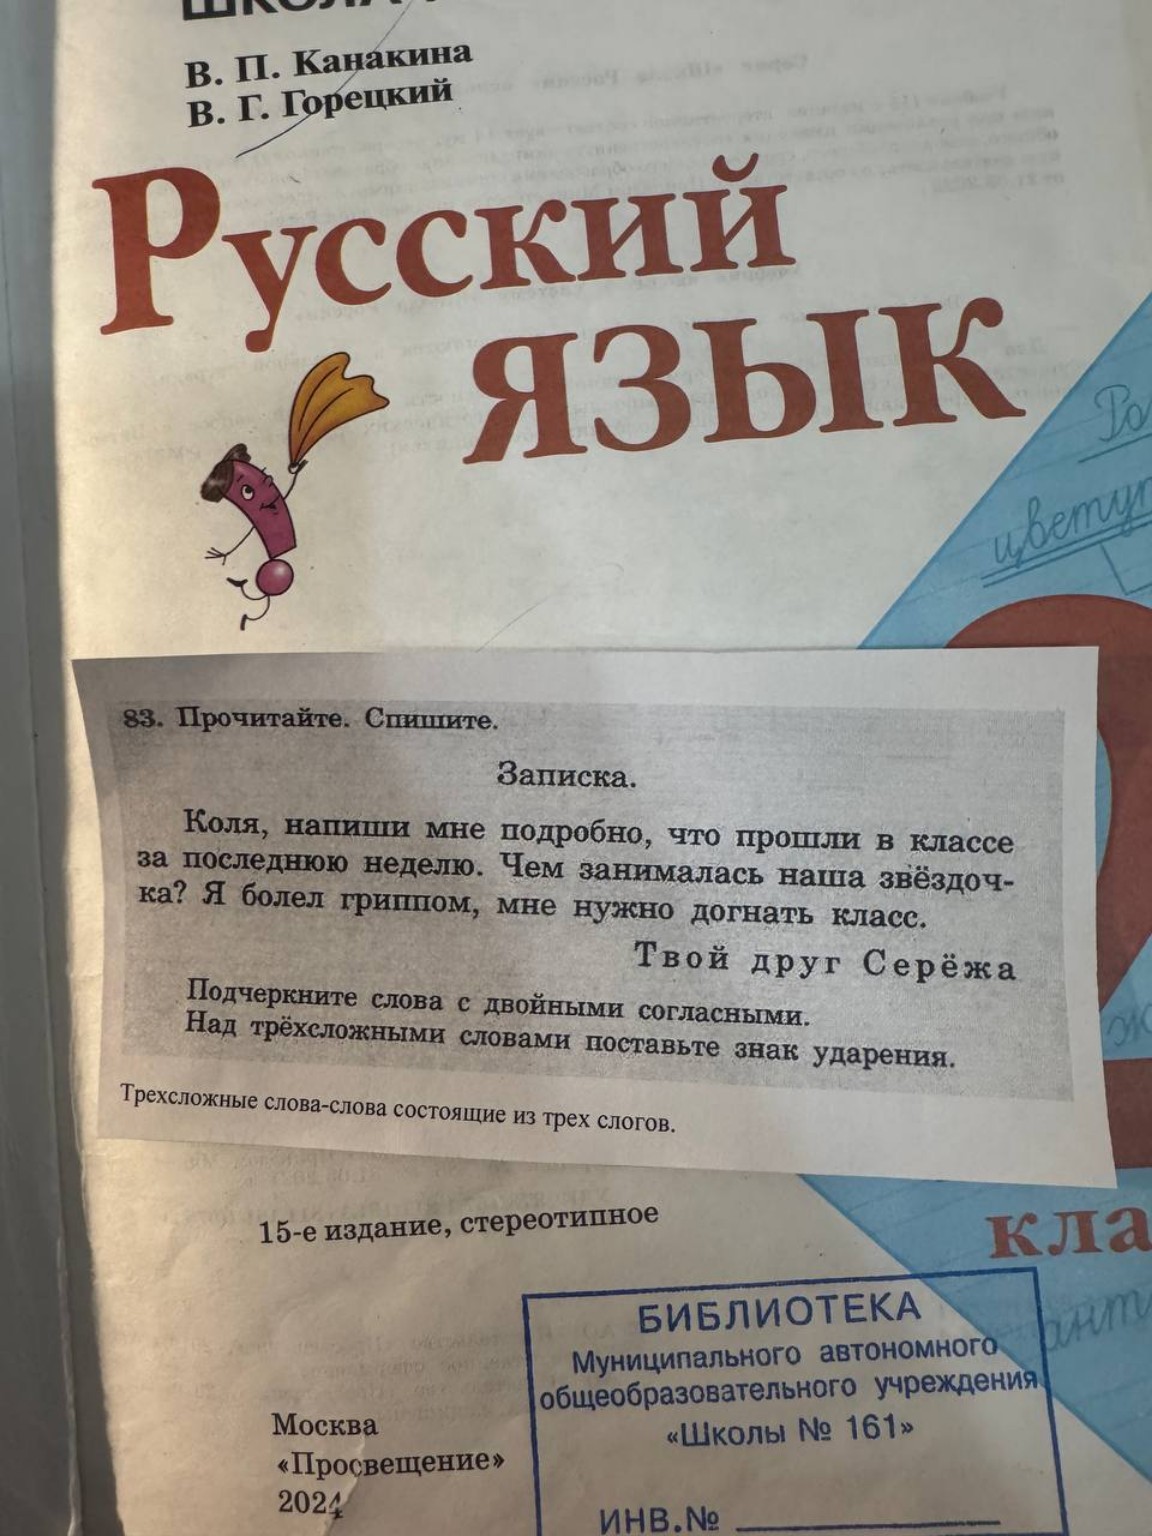 В. П. Канакина
В. Г. Горецкий
Русский
язык
цвету
2
83. Прочитайте. Спишите.
Записка.
Коля, напиши мне подробно, что прошли в классе
за последнюю неделю. Чем занималась наша звёздоч-
ка? Я болел гриппом, мне нужно догнать класс.
Твой друг Серёжа
Подчеркните слова с двойными согласными.
Над трёхсложными словами поставьте знак ударения.
Трехсложные слова-слова состоящие из трех слогов.
15-е издание, стереотипное
кла
БИБЛИОТЕКА
Муниципального автономного
общеобразовательного учреждения
«Школы № 161»
ИНВ.№
Москва
«Просвещение»
2024